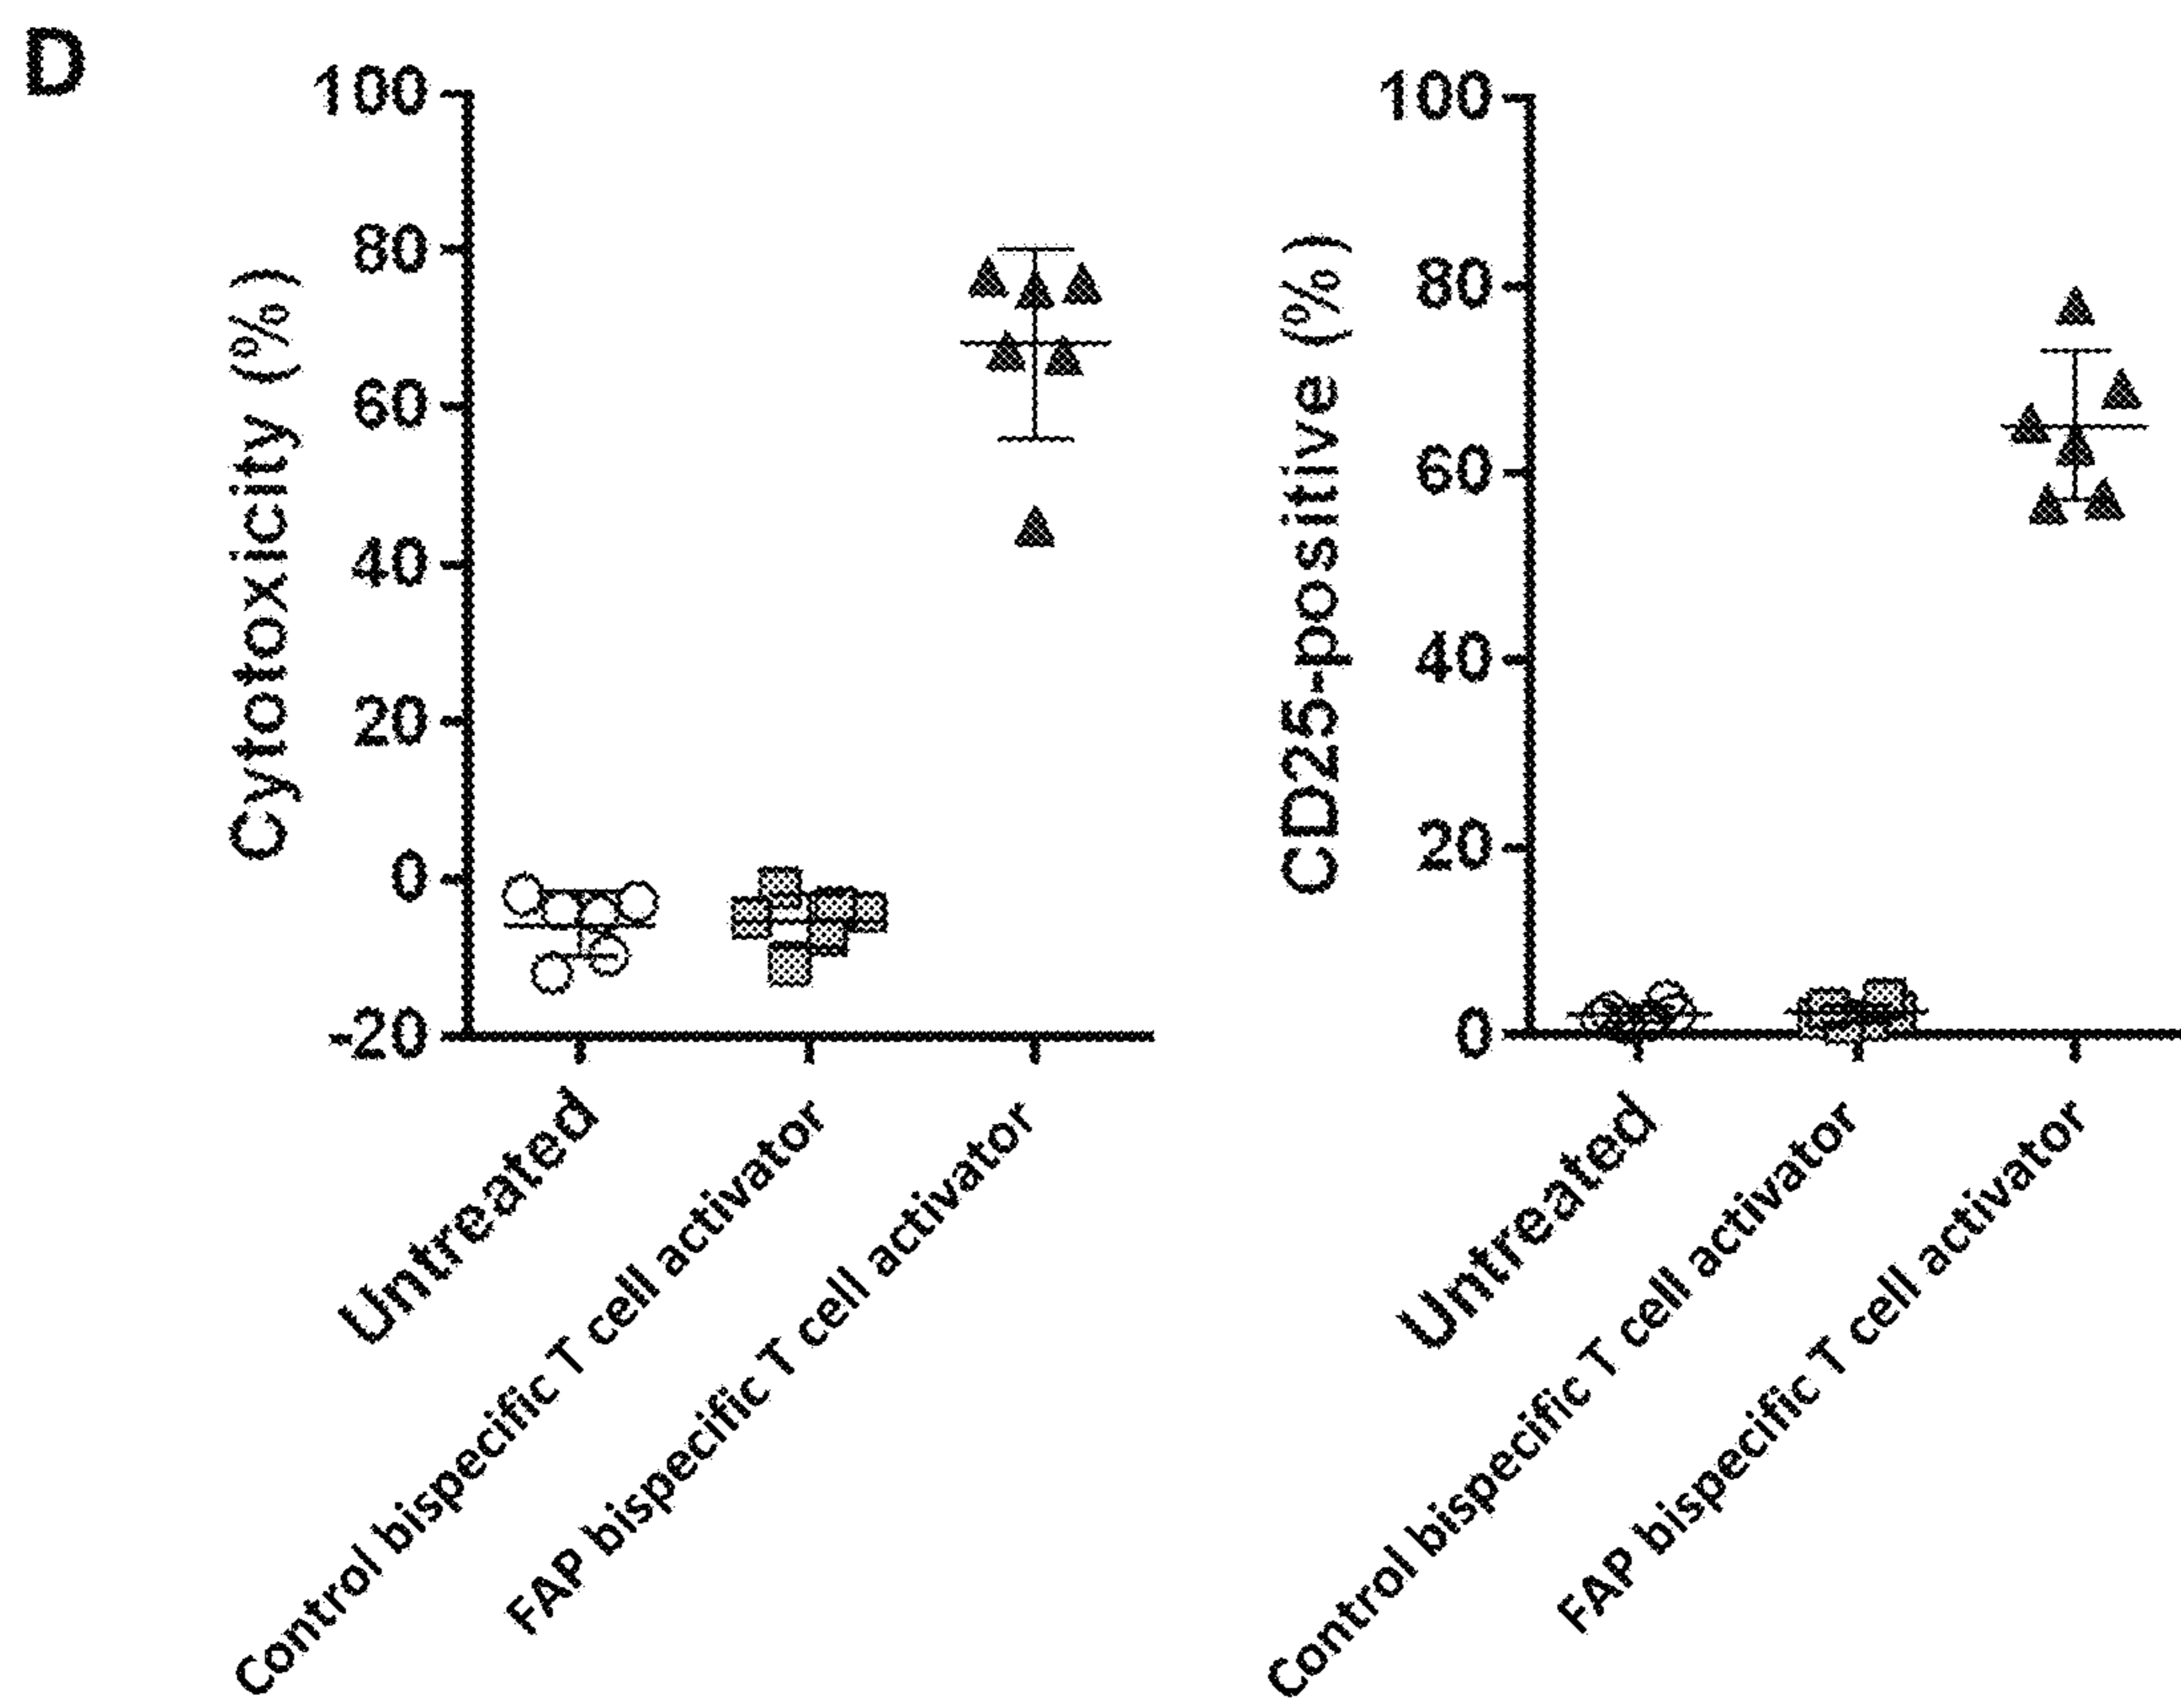 D
Cytotoxicity (%)
100
80
60
40
20
0
-20
Untreated
Control bispecific T cell activator
FAP bispecific T cell activator
CD25-positive (%)
100
80
60
40
20
0
Untreated
Control bispecific T cell activator
FAP bispecific T cell activator